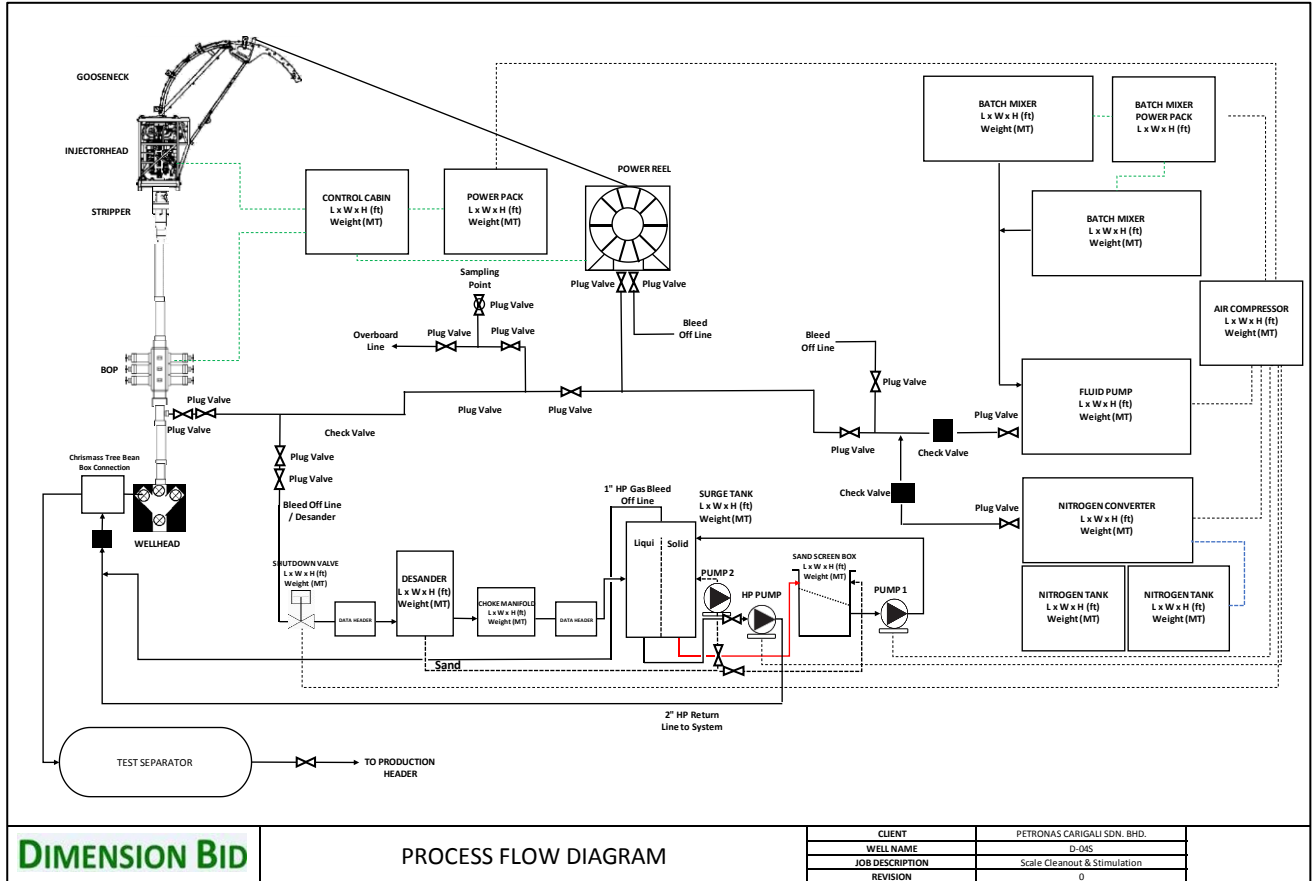 GOOSENECK
INJECTORHEAD
STRIPPER
BOP
CONTROL CABIN
L x W x H (ft)
Weight (MT)
POWER PACK
L x W x H (ft)
Weight (MT)
POWER REEL
BATCH MIXER
L x W x H (ft)
Weight (MT)
BATCH MIXER
POWER PACK
L x W x H (ft)
BATCH MIXER
L x W x H (ft)
Weight (MT)
AIR COMPRESSOR
L x W x H (ft)
Weight (MT)
Sampling
Point
Plug Valve
Plug Valve
Plug Valve
Overboard
Line
Plug Valve
Plug Valve
Bleed
Off Line
Bleed
Off Line
Plug Valve
FLUID PUMP
L x W x H (ft)
Weight (MT)
Plug Valve
Plug Valve
Plug Valve
Check Valve
Plug Valve
Plug Valve
Plug Valve
Check Valve
Plug Valve
Plug Valve
Plug Valve
Chrismass Tree Bean
Box Connection
WELLHEAD
Bleed Off Line
/ Desander
1" HP Gas Bleed
Off Line
SURGE TANK
L x W x H (ft)
Weight (MT)
Check Valve
Plug Valve
NITROGEN CONVERTER
L x W x H (ft)
Weight (MT)
Liqui
Solid
SHUTDOWN VALVE
L x W x H (ft)
Weight (MT)
DATA HEADER
DESANDER
L x W x H (ft)
Weight (MT)
CHOKE MANIFOLD
L x W x H (ft)
Weight (MT)
DATA HEADER
PUMP 2
HP PUMP
SAND SCREEN BOX
L x W x H (ft)
Weight (MT)
PUMP 1
NITROGEN TANK
L x W x H (ft)
Weight (MT)
NITROGEN TANK
L x W x H (ft)
Weight (MT)
Sand
2" HP Return
Line to System
TEST SEPARATOR
TO PRODUCTION
HEADER
DIMENSION BID
PROCESS FLOW DIAGRAM
CLIENT PETRONAS CARIGALI SDN. BHD.
WELL NAME D-04S
JOB DESCRIPTION Scale Cleanout & Stimulation
REVISION 0